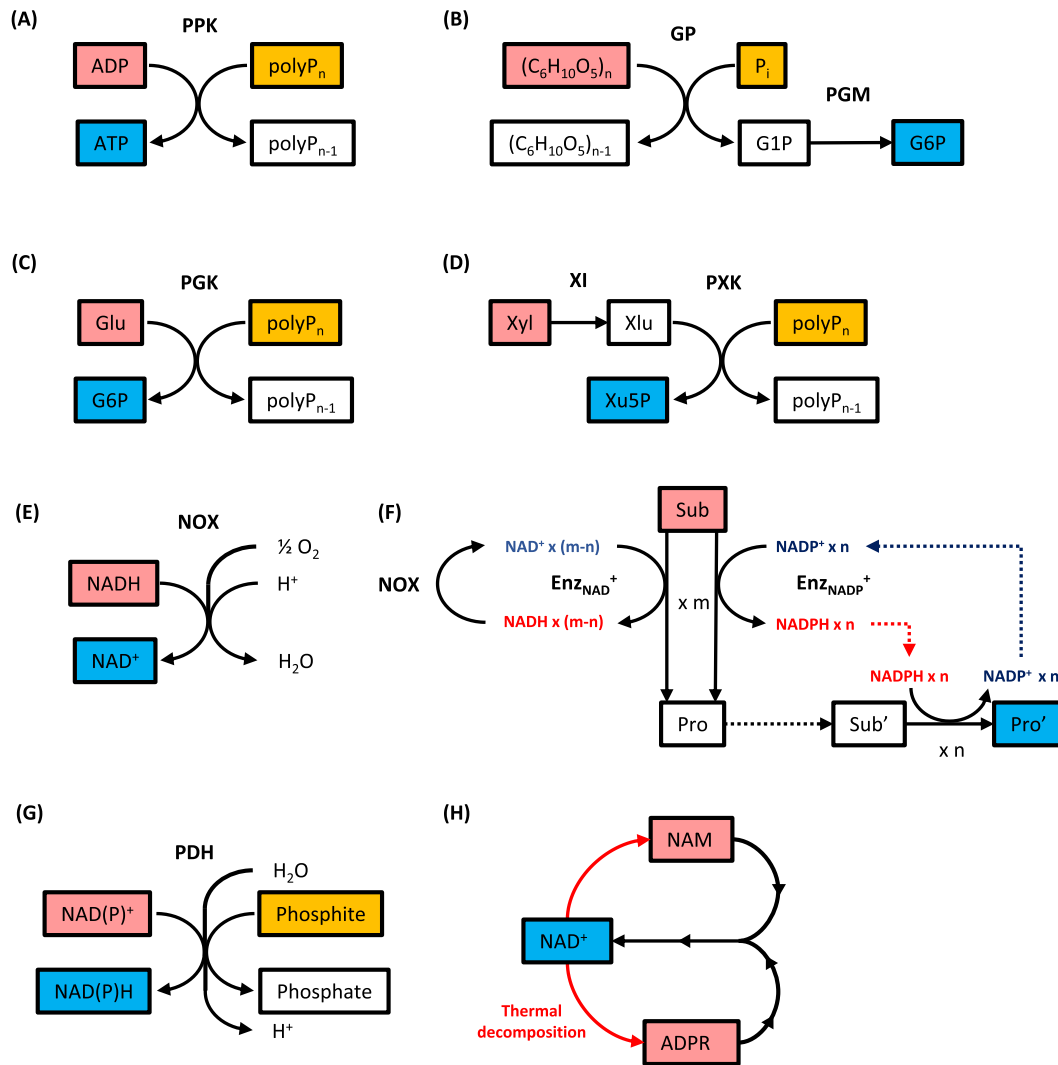 (A)
PPK
ADP
polyPₙ
ATP
polyPₙ₋₁
(B)
GP
(C₆H₁₀O₅)ₙ
Pᵢ
PGM
(C₆H₁₀O₅)ₙ₋₁
G1P
G6P
(C)
PGK
Glu
polyPₙ
G6P
polyPₙ₋₁
(D)
XI
PXK
Xyl
Xlu
polyPₙ
Xu5P
polyPₙ₋₁
(E)
NOX
½ O₂
NADH
H⁺
NAD⁺
H₂O
(F)
Sub
NAD⁺ x (m-n)
NADP⁺ x n
NOX
Enz_NAD⁺
x m
Enz_NADP⁺
NADH x (m-n)
NADPH x n
NADPH x n
NADP⁺ x n
Pro
Sub’
Pro’
x n
(G)
PDH
H₂O
NAD(P)⁺
Phosphite
NAD(P)H
Phosphate
H⁺
(H)
NAM
NAD⁺
Thermal
decomposition
ADPR